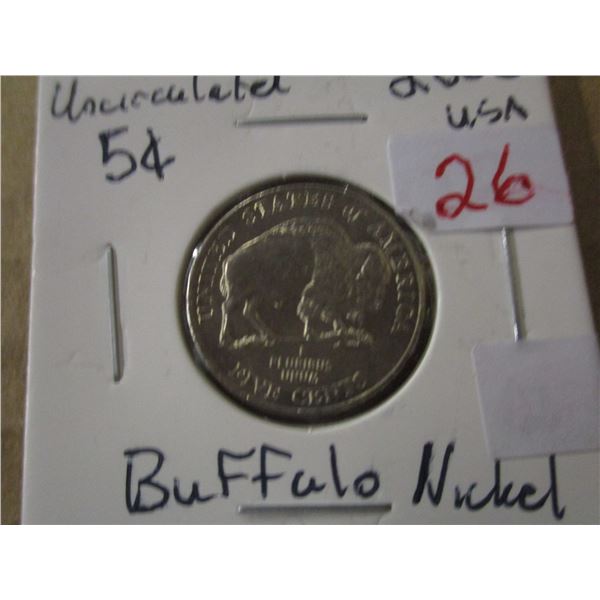 Uncirculated
5¢ USA
26
UNITED STATES of AMERICA
E
PLURIBUS
UNUM
FIVE CENTS
Buffalo Nickel